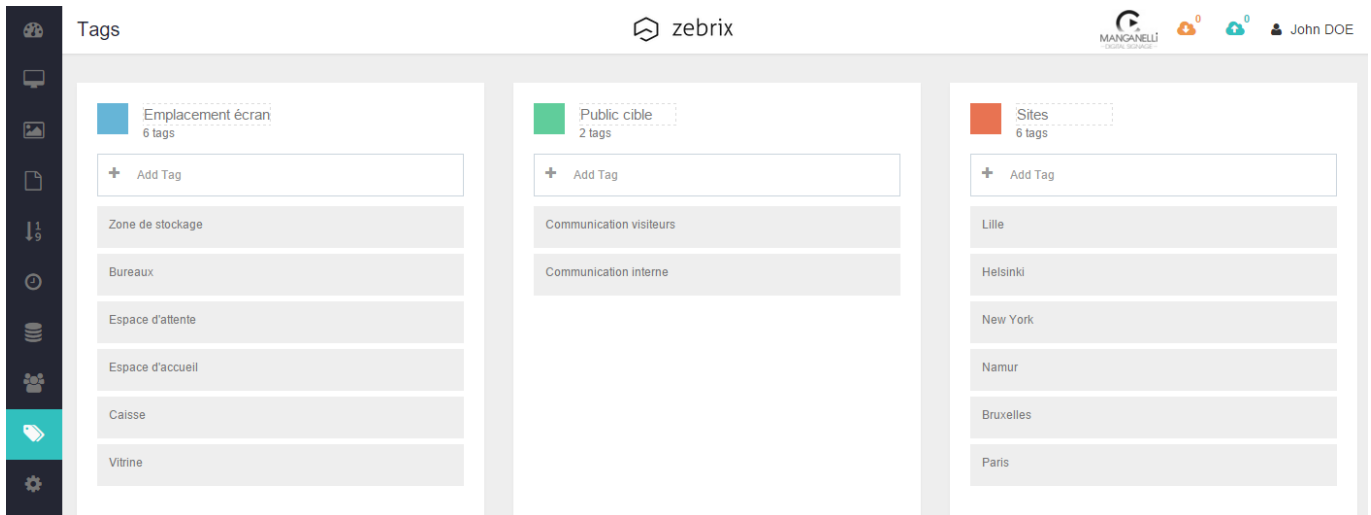 Tags
zebrix
MANGANELLi
- DIGITAL SIGNAGE -
0
0
John DOE
1
9
Emplacement écran
6 tags
Add Tag
Zone de stockage
Bureaux
Espace d'attente
Espace d'accueil
Caisse
Vitrine
Public cible
2 tags
Add Tag
Communication visiteurs
Communication interne
Sites
6 tags
Add Tag
Lille
Helsinki
New York
Namur
Bruxelles
Paris